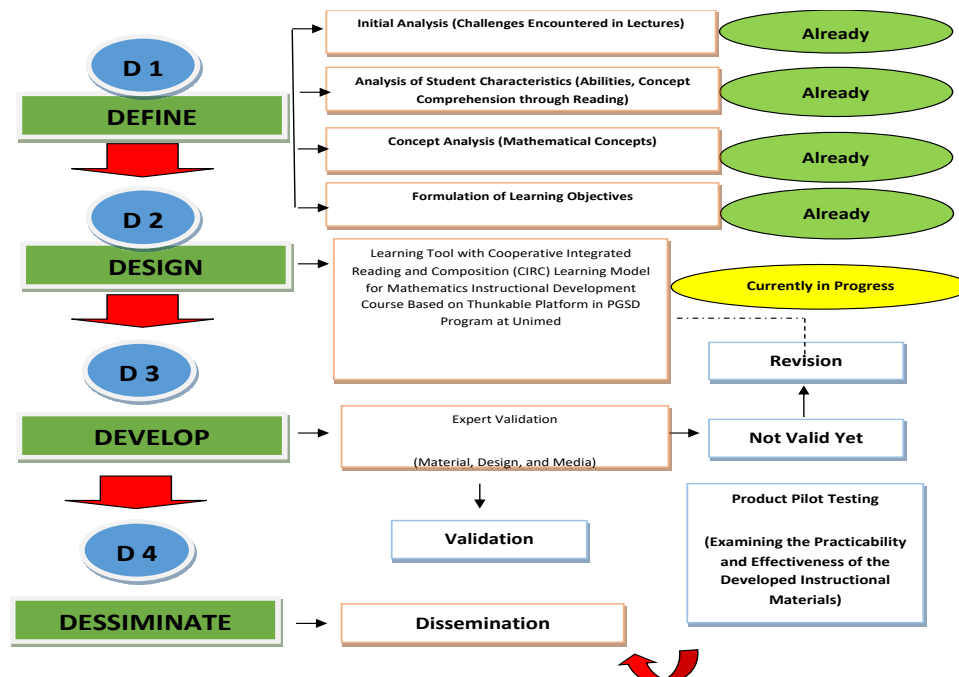 D 1
DEFINE
Initial Analysis (Challenges Encountered in Lectures)
Already
Analysis of Student Characteristics (Abilities, Concept
Comprehension through Reading)
Already
Concept Analysis (Mathematical Concepts)
Already
Formulation of Learning Objectives
Already
D 2
DESIGN
Learning Tool with Cooperative Integrated
Reading and Composition (CIRC) Learning Model
for Mathematics Instructional Development
Course Based on Thunkable Platform in PGSD
Program at Unimed
Currently in Progress
Revision
D 3
DEVELOP
Expert Validation
(Material, Design, and Media)
Not Valid Yet
Validation
Product Pilot Testing
(Examining the Practicability
and Effectiveness of the
Developed Instructional
Materials)
D 4
DESSIMINATE
Dissemination